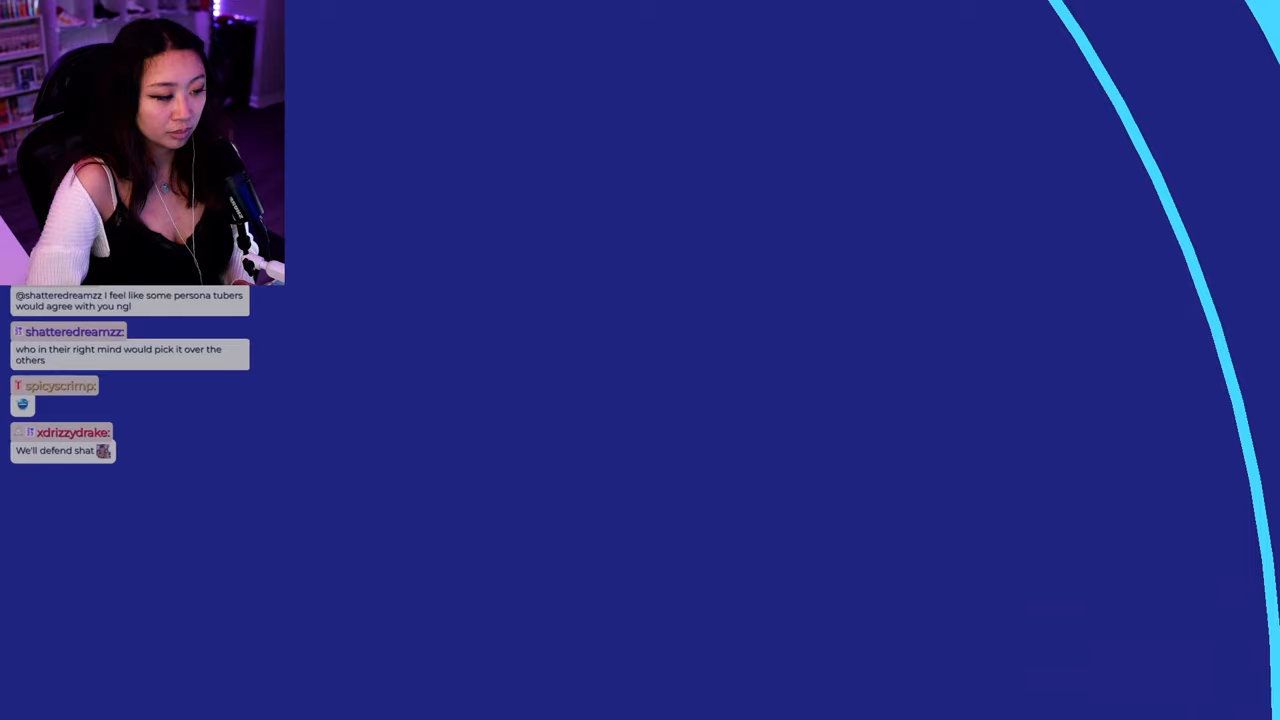 @shatteredreamzz I feel like some persona tubers
would agree with you ngl
shatteredreamzz:
who in their right mind would pick it over the
others
spicyscrimp:
xdrizzydrake:
We'll defend shat